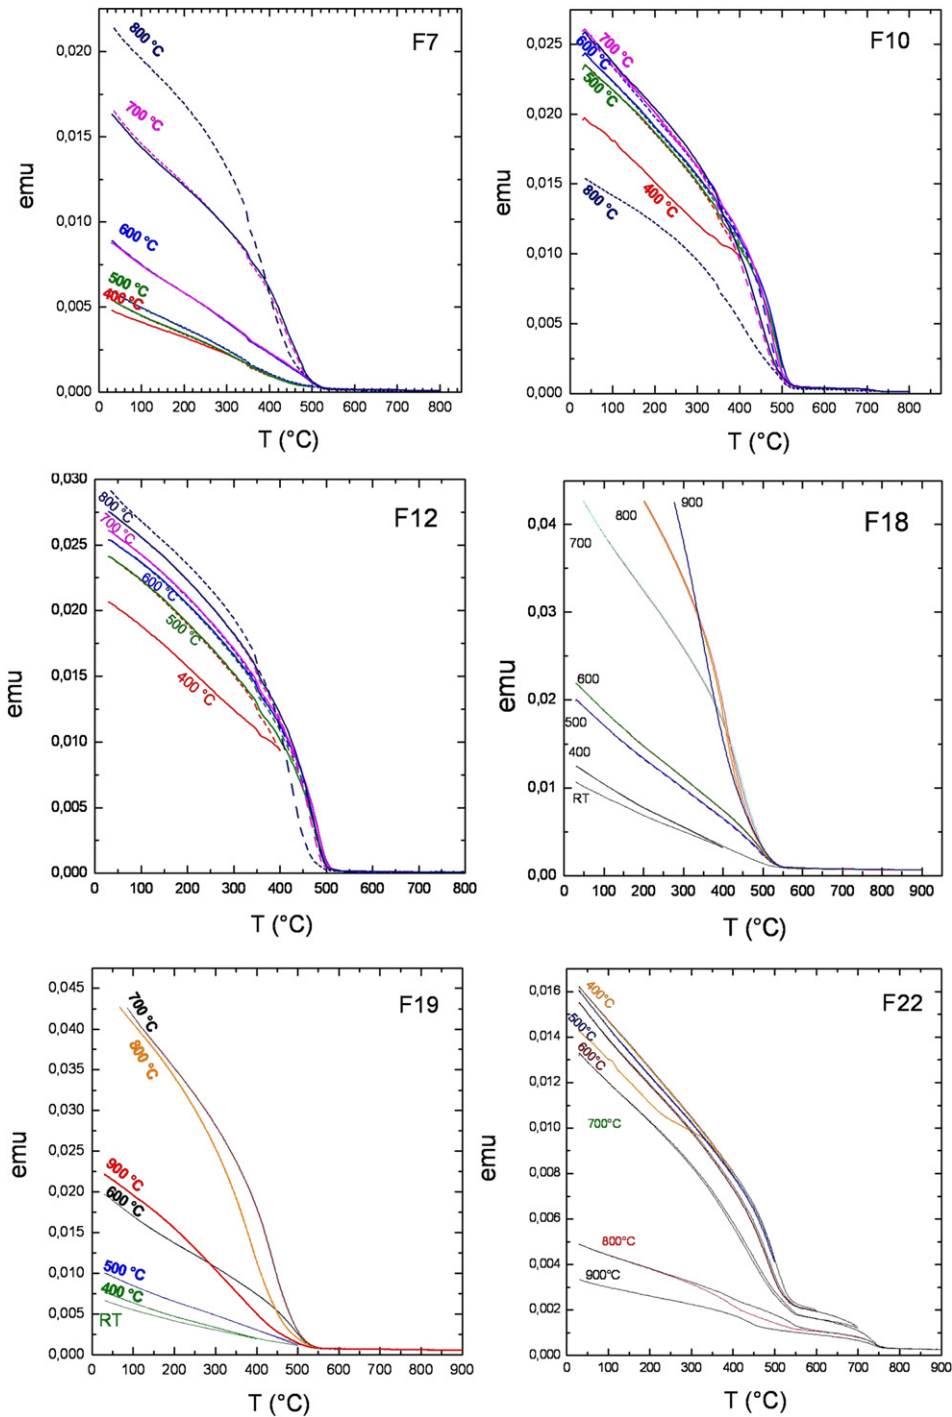 F7
0,020
0,015
0,010
0,005
0,000
emu
800 °C
700 °C
600 °C
500 °C
400 °C
0 100 200 300 400 500 600 700 800
T (°C)
F10
0,025
0,020
0,015
0,010
0,005
0,000
emu
700 °C
600 °C
500 °C
400 °C
800 °C
0 100 200 300 400 500 600 700 800
T (°C)
F12
0,030
0,025
0,020
0,015
0,010
0,005
0,000
emu
800 °C
700 °C
600 °C
500 °C
400 °C
0 100 200 300 400 500 600 700 800
T (°C)
F18
0,04
0,03
0,02
0,01
0,00
emu
900
800
700
600
500
400
RT
0 100 200 300 400 500 600 700 800 900
T (°C)
F19
0,045
0,040
0,035
0,030
0,025
0,020
0,015
0,010
0,005
0,000
emu
700 °C
800 °C
900 °C
600 °C
500 °C
400 °C
RT
0 100 200 300 400 500 600 700 800 900
T (°C)
F22
0,016
0,014
0,012
0,010
0,008
0,006
0,004
0,002
0,000
emu
400°C
500°C
600°C
700°C
800°C
900°C
0 100 200 300 400 500 600 700 800 900
T (°C)